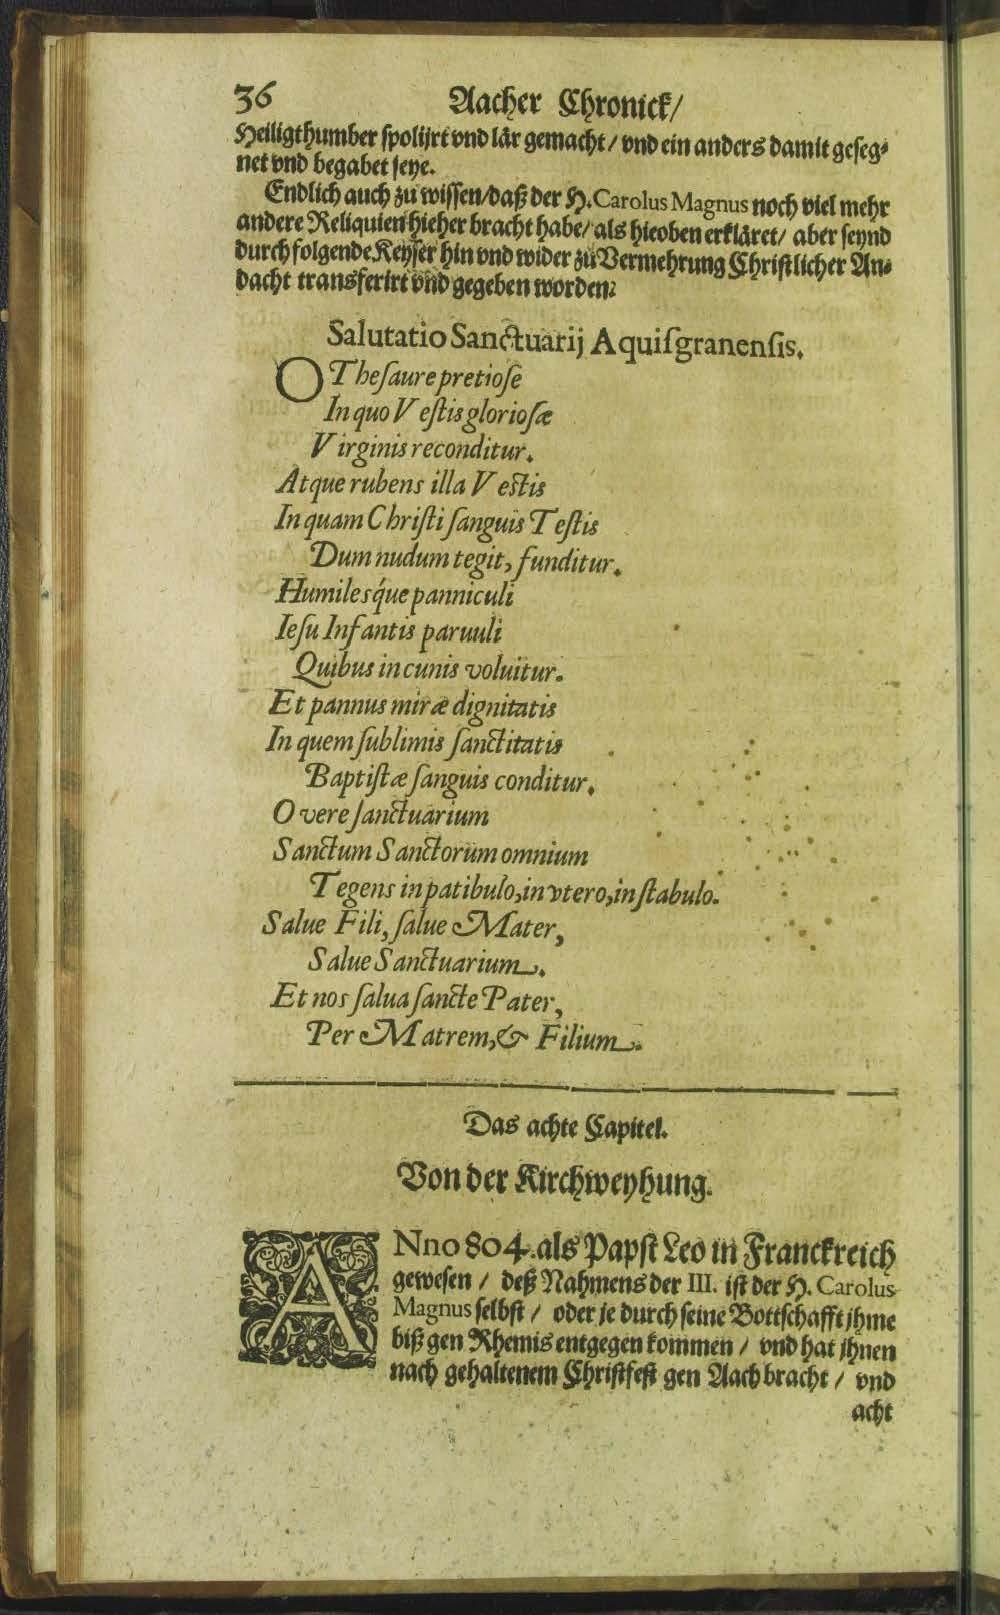 36 Aacher Chronick/
Heiligthumber ſpolijrt vnd lär gemacht / vnd ein anders damit geſeg-
net vnd begabet ſeye.
Endlich auch zu wiſſen/daß der H. Carolus Magnus noch viel mehr
andere Reliquien hieher bracht habe/ als hieoben erkläret/ aber ſeynd
durch folgende Keyſer hin vnd wider zu Vermehrung Chriſtlicher An-
dacht transferirt vnd gegeben worden:
Salutatio Sanctuarij Aquiſgranenſis.
O Theſaure pretioſe
In quo Veſtis glorioſæ
Virginis reconditur.
Atque rubens illa Veſtis
In quam Chriſti ſanguis Teſtis
Dum nudum tegit, funditur.
Humilesq́ue panniculi
Ieſu Infantis paruuli
Quibus in cunis voluitur.
Et pannus miræ dignitatis
In quem ſublimis ſanctitatis
Baptiſtæ ſanguis conditur.
O vere ſanctuarium
Sanctum Sanctorum omnium
Tegens in patibulo, in vtero, in ſtabulo.
Salue Fili, ſalue Mater,
Salue Sanctuarium.
Et nos ſalua ſancte Pater,
Per Matrem, & Filium.
Das achte Capitel.
Von der Kirchweyhung.
ANno 804. als Papſt Leo in Franckreich
geweſen / deß Nahmens der III. iſt der H. Carolus
Magnus ſelbſt / oder je durch ſeine Bottſchafft jhme
biß gen Rhemis entgegen kommen / vnd hat jhnen
nach gehaltenem Chriſtfeſt gen Aach bracht / vnd
acht